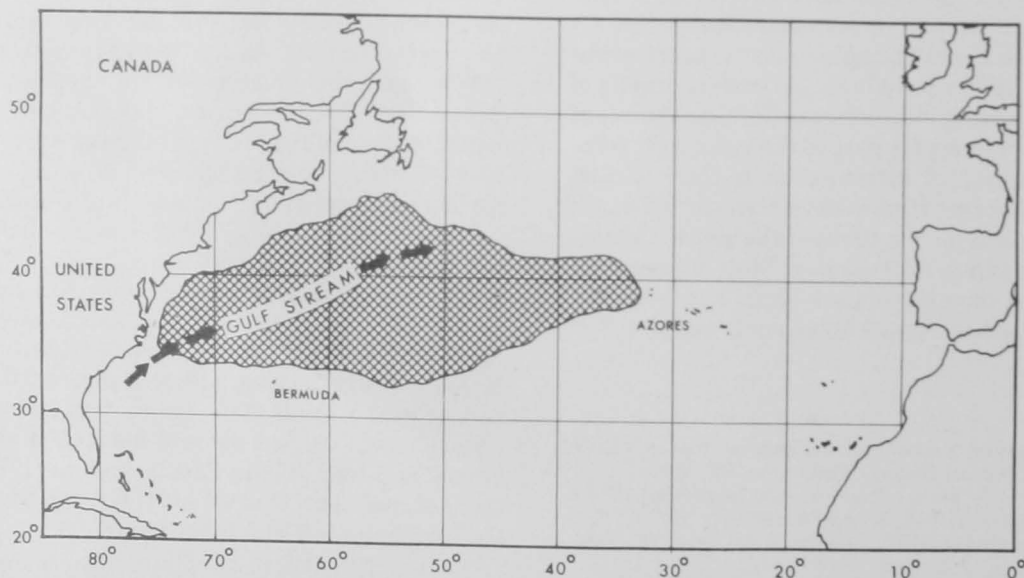 CANADA
50°
40°
UNITED
STATES
GULF STREAM
AZORES
BERMUDA
30°
20°
80°
70°
60°
50°
40°
30°
20°
10°
0°